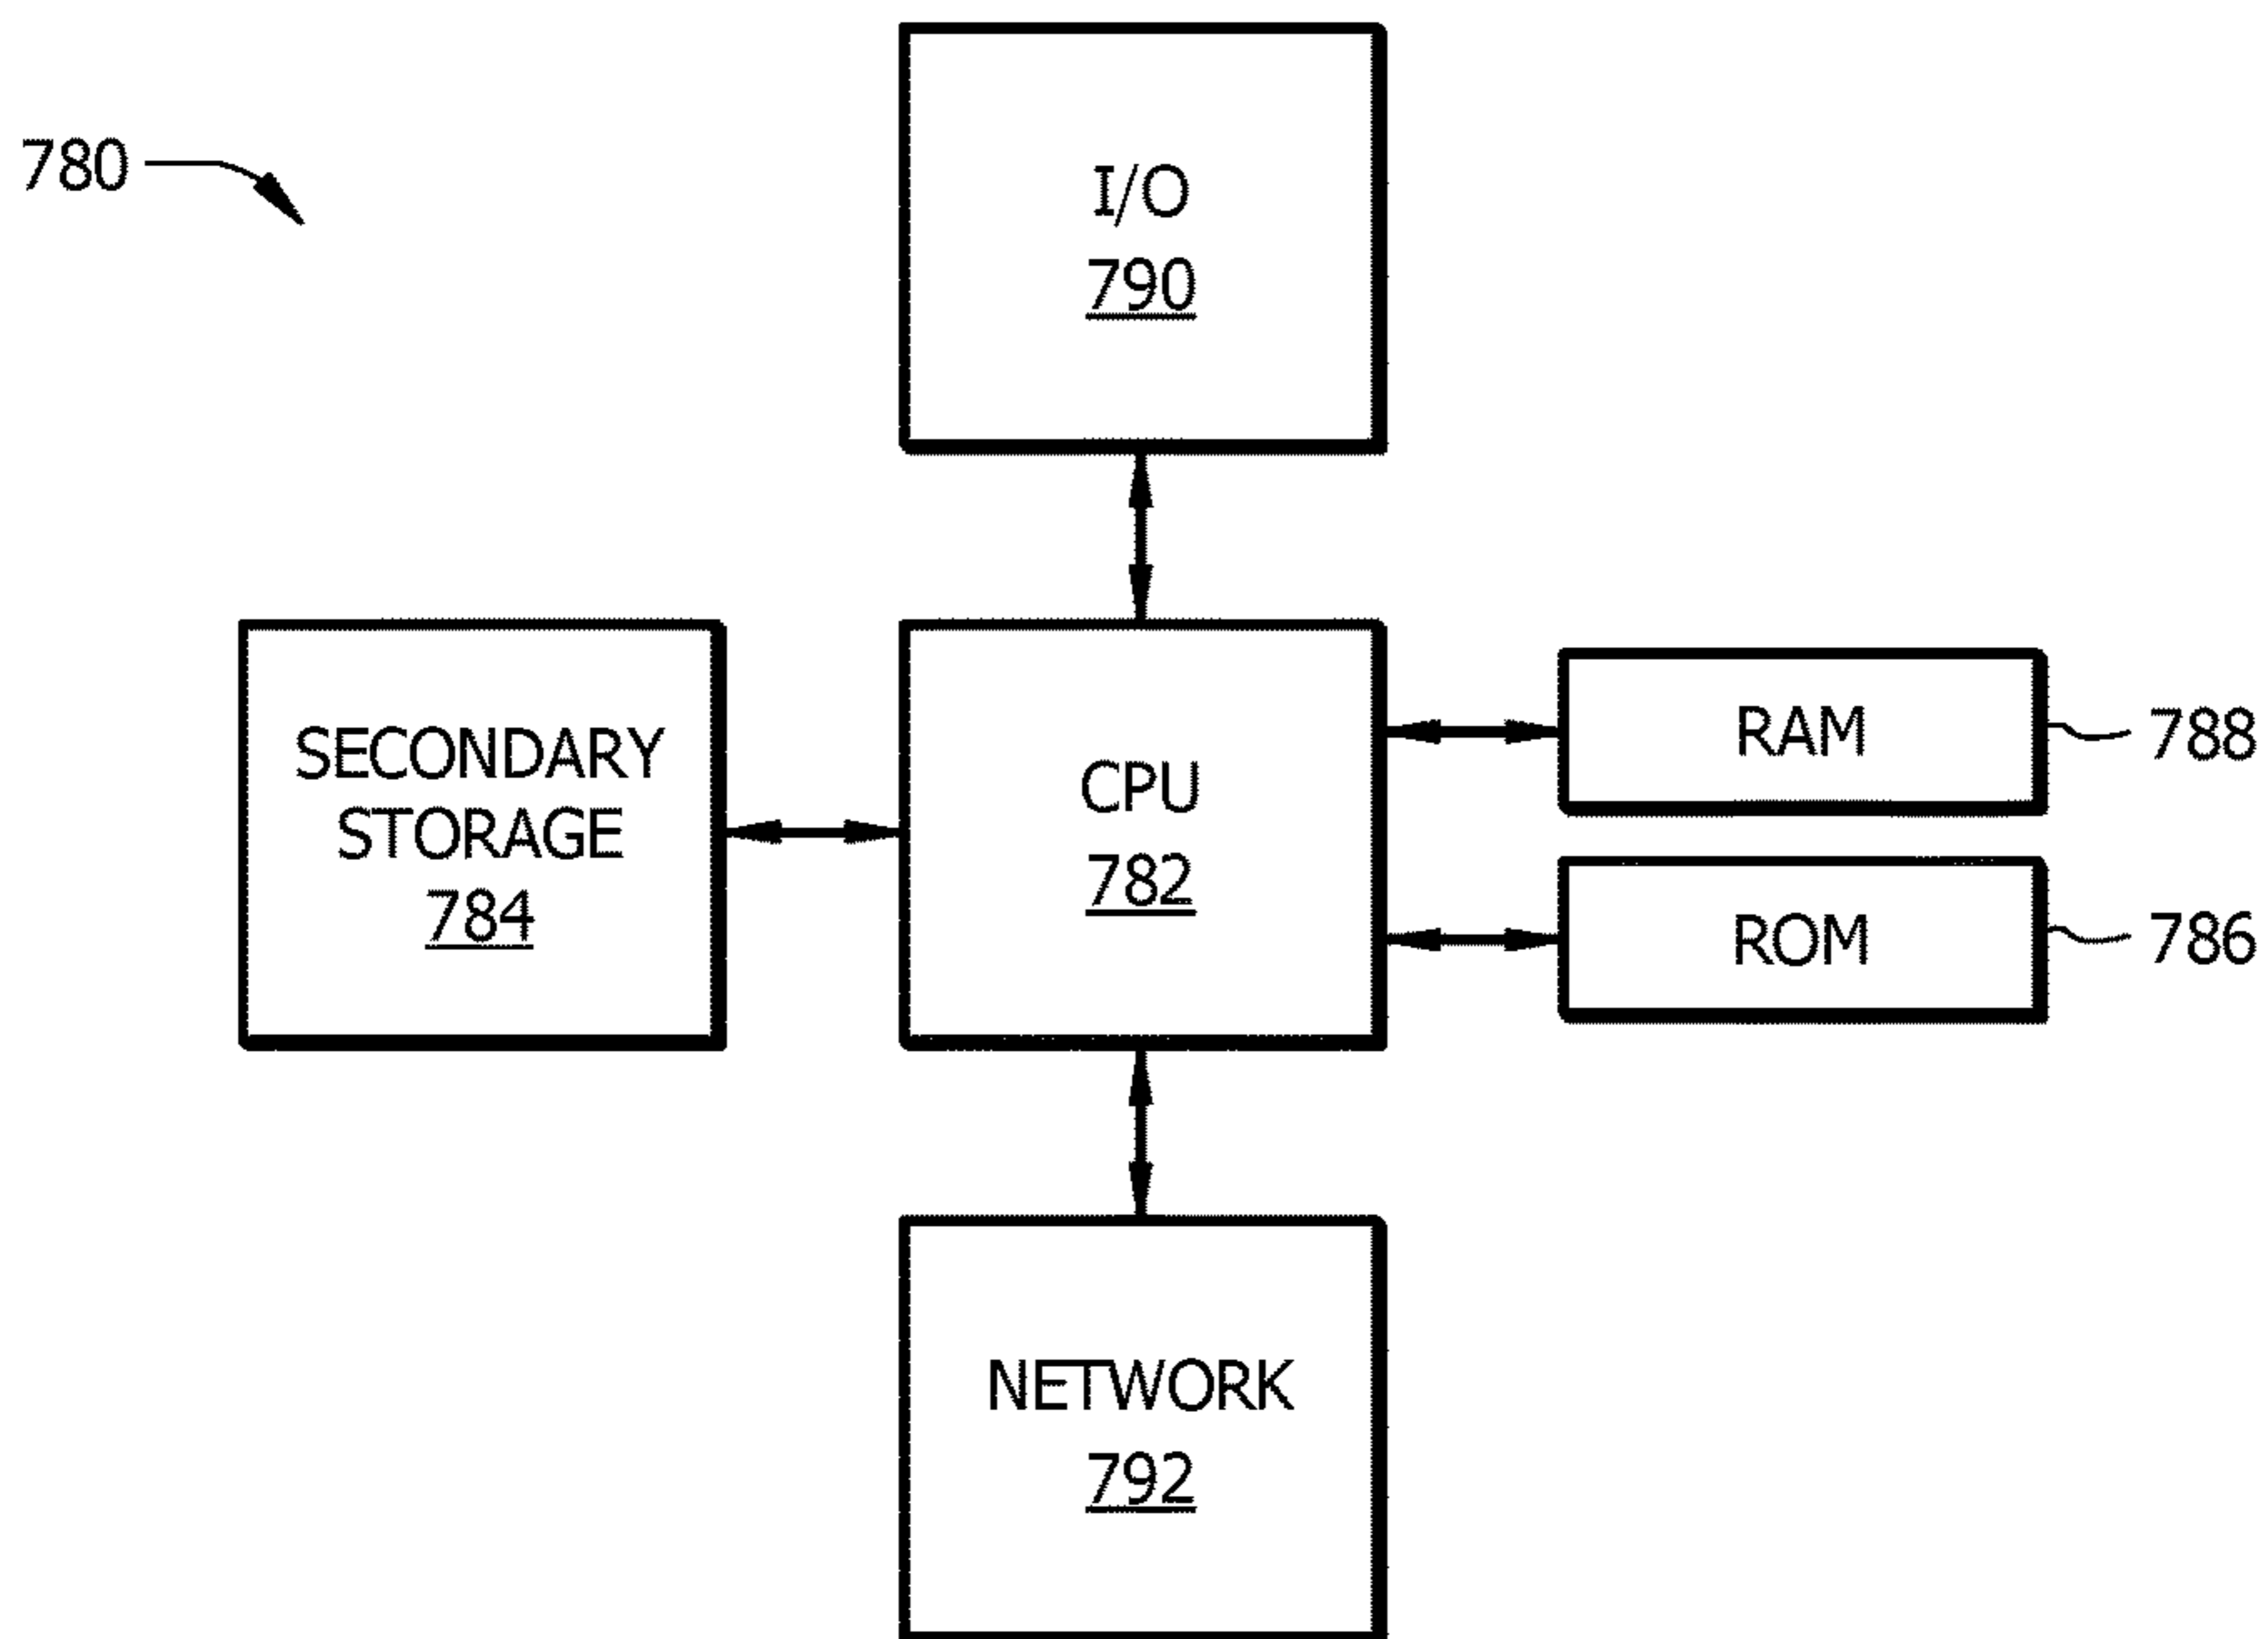 780
I/O
790
SECONDARY
STORAGE
784
CPU
782
RAM
788
ROM
786
NETWORK
792